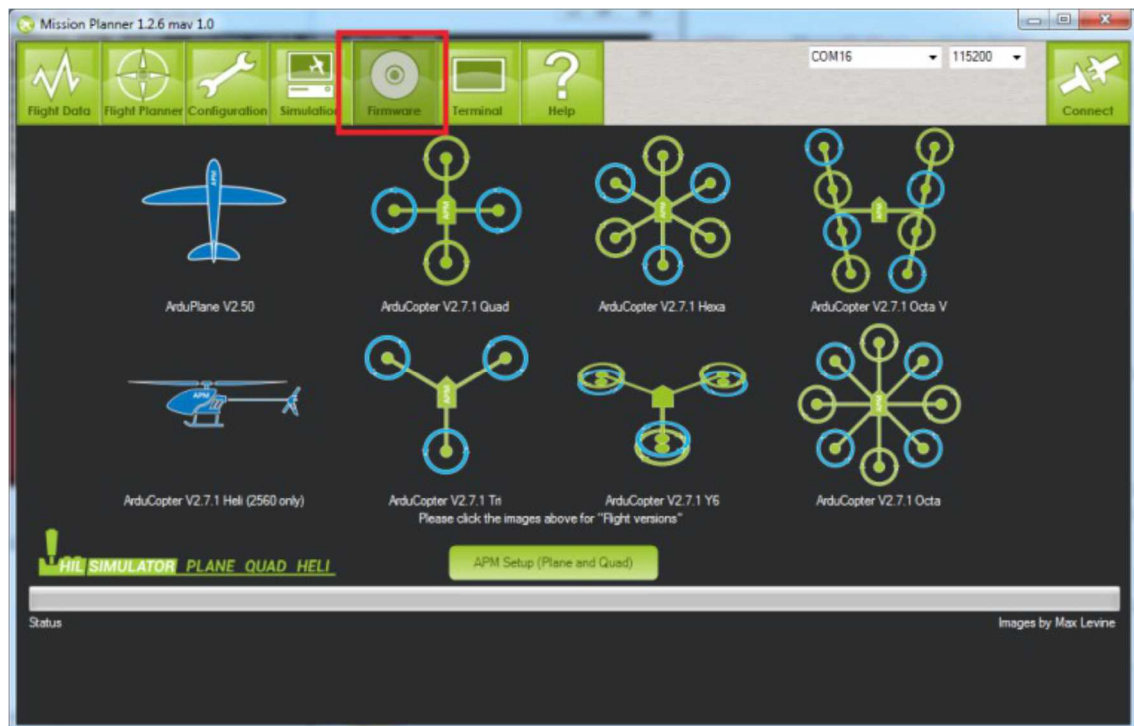 Mission Planner 1.2.6 mav 1.0
Flight Data Flight Planner Configuration Simulation Firmware Terminal Help COM16 115200 Connect
APM
ArduPlane V2.50 ArduCopter V2.7.1 Quad ArduCopter V2.7.1 Hexa ArduCopter V2.7.1 Octa V
APM
ArduCopter V2.7.1 Heli (2560 only) ArduCopter V2.7.1 Tri ArduCopter V2.7.1 Y6 ArduCopter V2.7.1 Octa
Please click the images above for "Flight versions"
HIL SIMULATOR PLANE QUAD HELI APM Setup (Plane and Quad)
Status Images by Max Levine